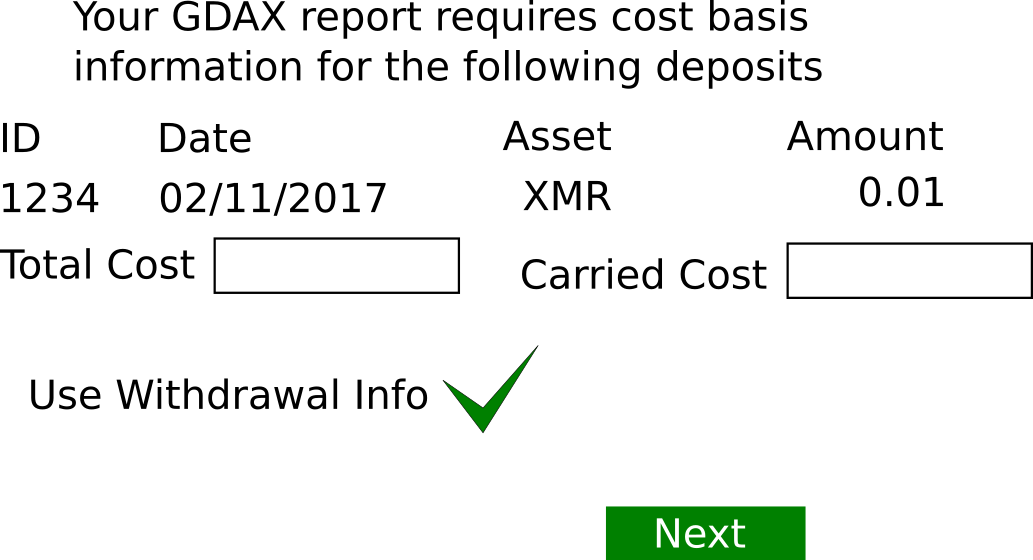 Your GDAX report requires cost basis
information for the following deposits
ID Date Asset Amount
1234 02/11/2017 XMR 0.01
Total Cost Carried Cost
Use Withdrawal Info
Next